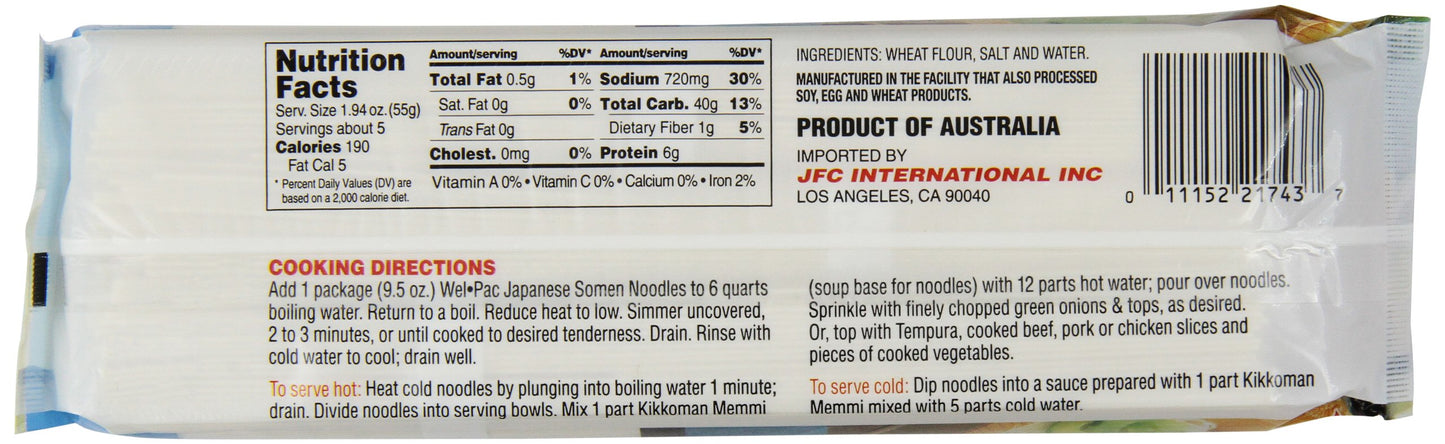 Nutrition
Facts
Serv. Size 1.94 oz. (55g)
Servings about 5
Calories 190
Fat Cal 5
* Percent Daily Values (DV) are
based on a 2,000 calorie diet.
Amount/serving %DV*
Total Fat 0.5g 1%
Sat. Fat 0g 0%
Trans Fat 0g
Cholest. 0mg 0%
Amount/serving %DV*
Sodium 720mg 30%
Total Carb. 40g 13%
Dietary Fiber 1g 5%
Protein 6g
Vitamin A 0% • Vitamin C 0% • Calcium 0% • Iron 2%
INGREDIENTS: WHEAT FLOUR, SALT AND WATER.
MANUFACTURED IN THE FACILITY THAT ALSO PROCESSED
SOY, EGG AND WHEAT PRODUCTS.
PRODUCT OF AUSTRALIA
IMPORTED BY
JFC INTERNATIONAL INC
LOS ANGELES, CA 90040
0 11152 21743 7
COOKING DIRECTIONS
Add 1 package (9.5 oz.) Wel•Pac Japanese Somen Noodles to 6 quarts
boiling water. Return to a boil. Reduce heat to low. Simmer uncovered,
2 to 3 minutes, or until cooked to desired tenderness. Drain. Rinse with
cold water to cool; drain well.
To serve hot: Heat cold noodles by plunging into boiling water 1 minute;
drain. Divide noodles into serving bowls. Mix 1 part Kikkoman Memmi
(soup base for noodles) with 12 parts hot water; pour over noodles.
Sprinkle with finely chopped green onions & tops, as desired.
Or, top with Tempura, cooked beef, pork or chicken slices and
pieces of cooked vegetables.
To serve cold: Dip noodles into a sauce prepared with 1 part Kikkoman
Memmi mixed with 5 parts cold water.